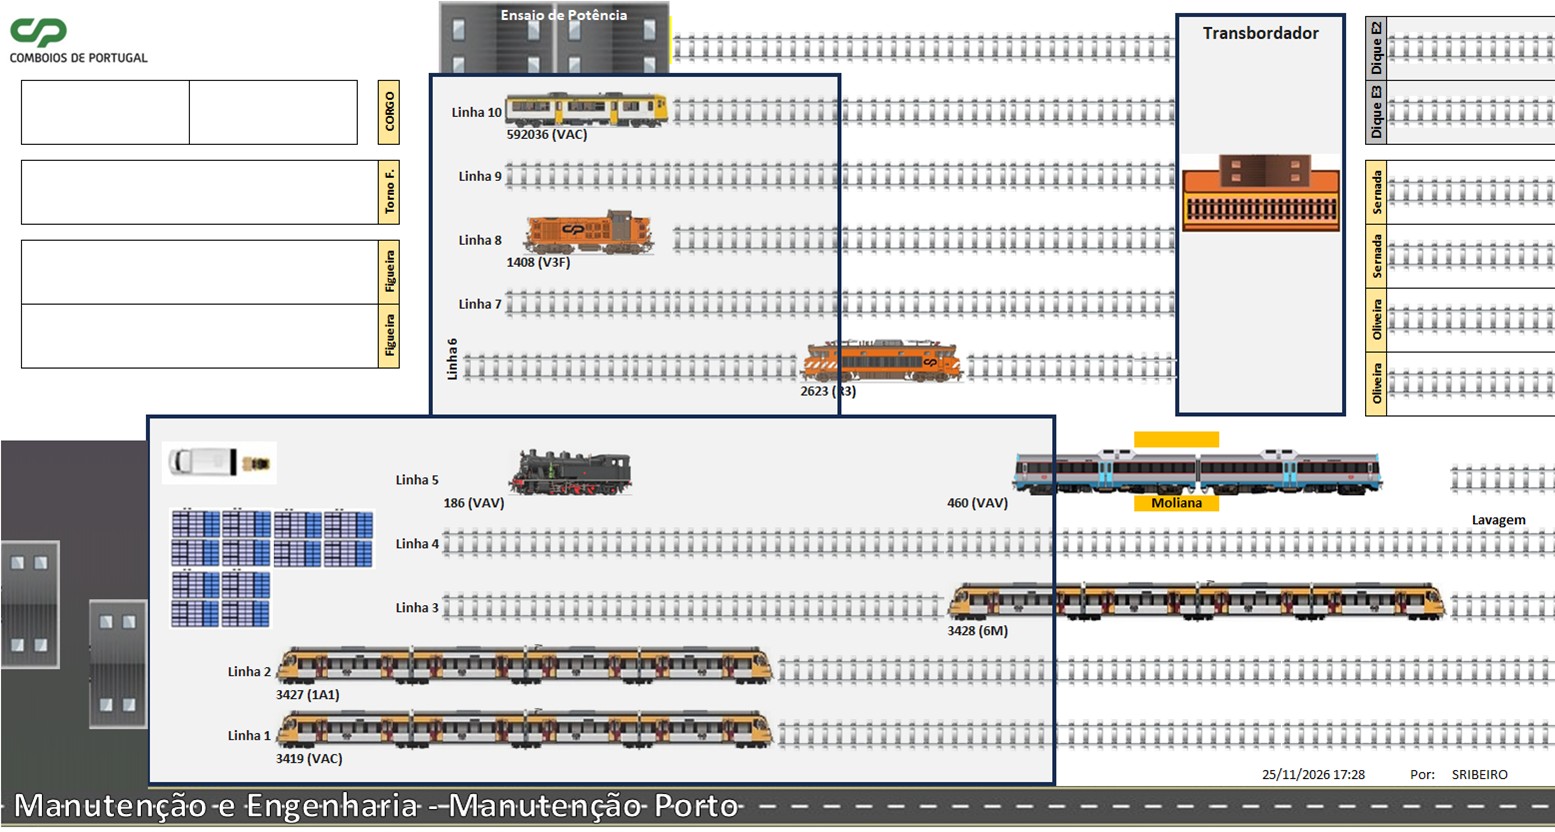 Ensaio de Potência
Transbordador
COMBOIOS DE PORTUGAL
CORGO
Torno F.
Figueira
Figueira
Linha 10
592036 (VAC)
Linha 9
Linha 8
1408 (V3F)
Linha 7
Linha 6
2623 (R3)
Dique E2
Dique E3
Sernada
Sernada
Oliveira
Oliveira
Linha 5
186 (VAV)
460 (VAV)
Moliana
Lavagem
Linha 4
Linha 3
3428 (6M)
Linha 2
3427 (1A1)
Linha 1
3419 (VAC)
25/11/2026 17:28 Por: SRIBEIRO
Manutenção e Engenharia - Manutenção Porto